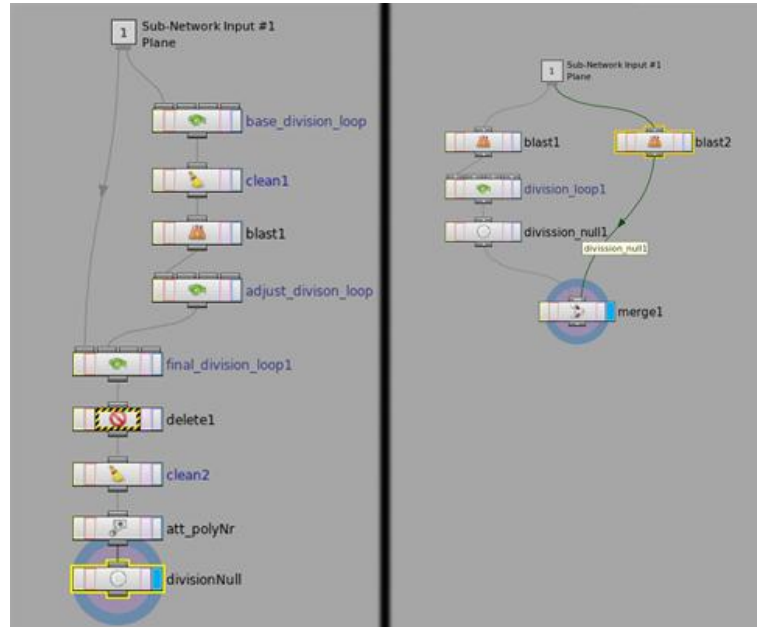 1
Sub-Network Input #1
Plane
base_division_loop
clean1
blast1
adjust_divison_loop
final_division_loop1
delete1
clean2
att_polyNr
divisionNull
1
Sub-Network Input #1
Plane
blast1
blast2
division_loop1
divission_null1
divission_null1
merge1